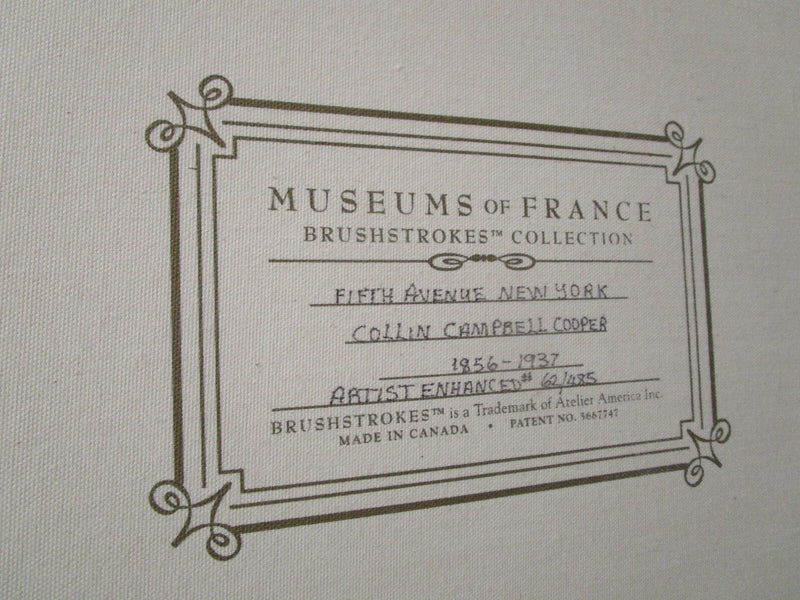 MUSEUMS OF FRANCE
BRUSHSTROKES™ COLLECTION
FIFTH AVENUE NEW YORK
COLLIN CAMPBELL COOPER
1856-1937
ARTIST ENHANCED # 62/485
BRUSHSTROKES™ is a Trademark of Atelier America Inc.
MADE IN CANADA • PATENT NO. 5667747